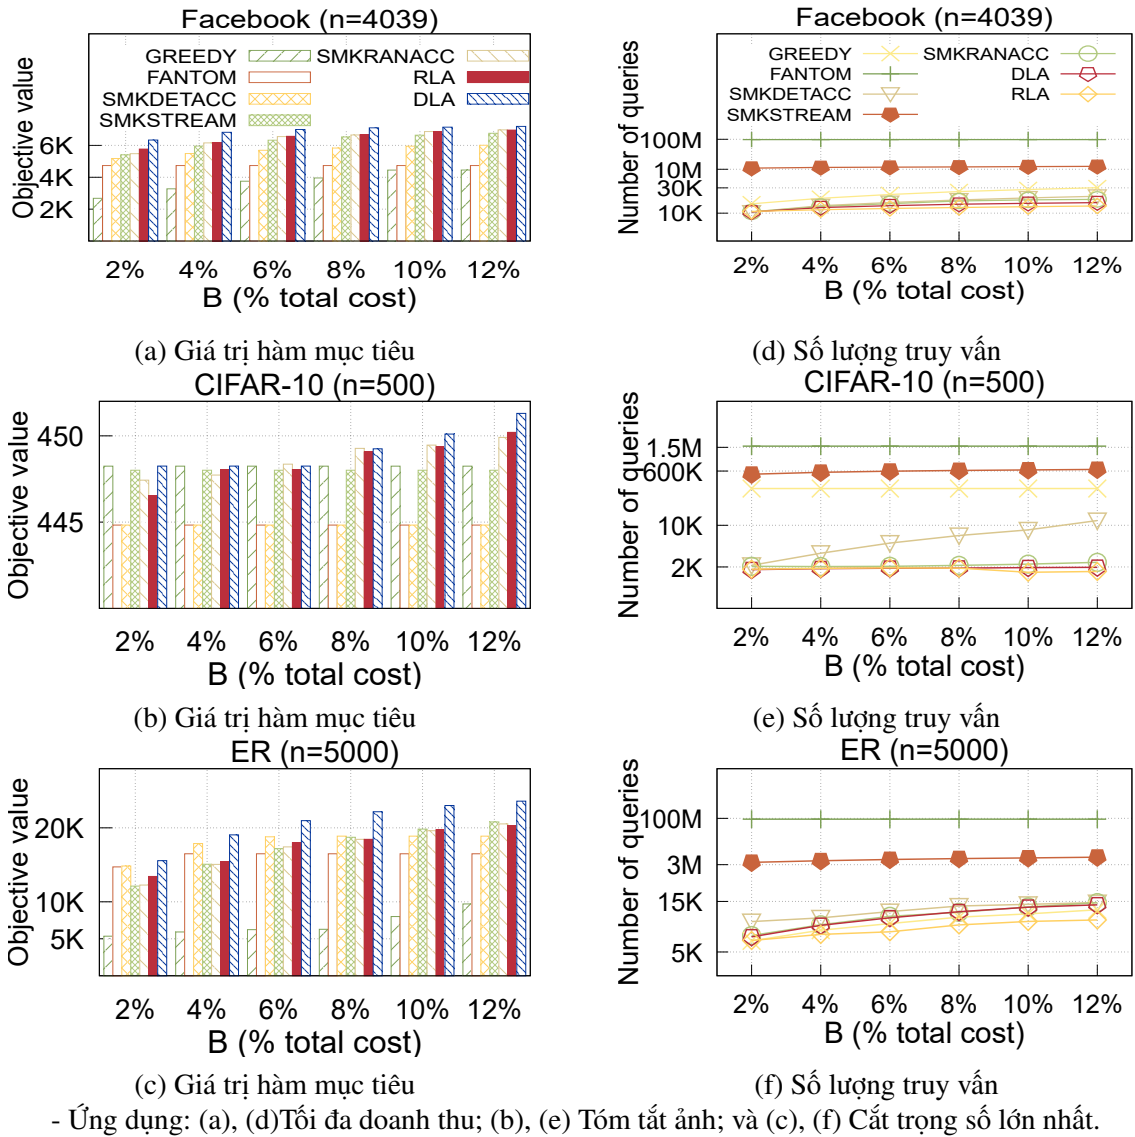 Facebook (n=4039)
Objective value
GREEDY
FANTOM
SMKDETACC
SMKSTREAM
SMKRANACC
RLA
DLA
6K
4K
2K
2% 4% 6% 8% 10% 12%
B (% total cost)
(a) Giá trị hàm mục tiêu
Facebook (n=4039)
Number of queries
GREEDY
FANTOM
SMKDETACC
SMKSTREAM
SMKRANACC
DLA
RLA
100M
10M
30K
10K
2% 4% 6% 8% 10% 12%
B (% total cost)
(d) Số lượng truy vấn
CIFAR-10 (n=500)
Objective value
450
445
2% 4% 6% 8% 10% 12%
B (% total cost)
(b) Giá trị hàm mục tiêu
CIFAR-10 (n=500)
Number of queries
1.5M
600K
10K
2K
2% 4% 6% 8% 10% 12%
B (% total cost)
(e) Số lượng truy vấn
ER (n=5000)
Objective value
20K
10K
5K
2% 4% 6% 8% 10% 12%
B (% total cost)
(c) Giá trị hàm mục tiêu
ER (n=5000)
Number of queries
100M
3M
15K
5K
2% 4% 6% 8% 10% 12%
B (% total cost)
(f) Số lượng truy vấn
- Ứng dụng: (a), (d)Tối đa doanh thu; (b), (e) Tóm tắt ảnh; và (c), (f) Cắt trọng số lớn nhất.